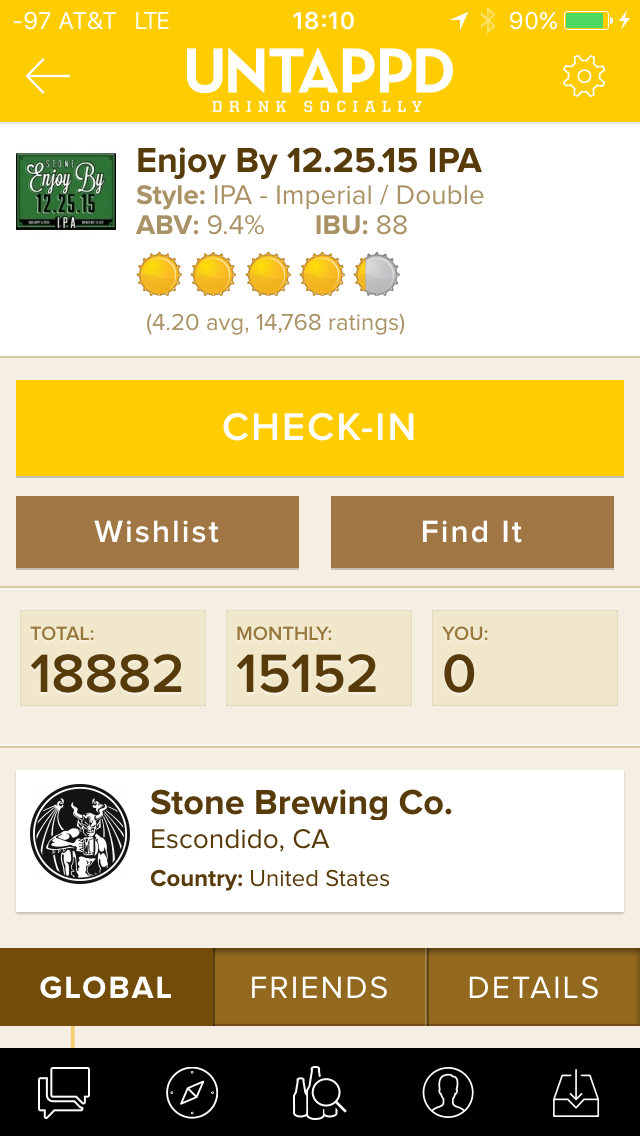 -97 AT&T LTE 18:10 90%
UNTAPPD
DRINK SOCIALLY
STONE
Enjoy By
12.25.15
IPA
Enjoy By 12.25.15 IPA
Style: IPA - Imperial / Double
ABV: 9.4% IBU: 88
(4.20 avg, 14,768 ratings)
CHECK-IN
Wishlist Find It
TOTAL: MONTHLY: YOU:
18882 15152 0
Stone Brewing Co.
Escondido, CA
Country: United States
GLOBAL FRIENDS DETAILS